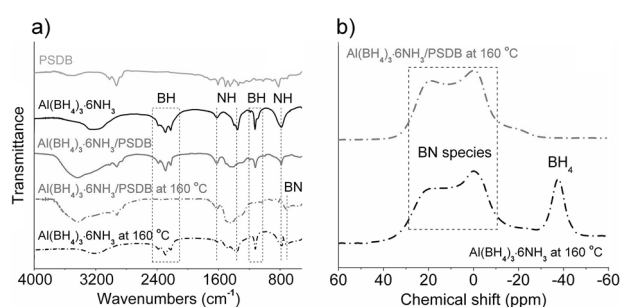 a)
PSDB
Al(BH₄)₃·6NH₃
BH
NH
BH
NH
Al(BH₄)₃·6NH₃/PSDB
Al(BH₄)₃·6NH₃/PSDB at 160 °C
BN
Al(BH₄)₃·6NH₃ at 160 °C
Transmittance
4000 2400 1600 800
Wavenumbers (cm⁻¹)
b)
Al(BH₄)₃·6NH₃/PSDB at 160 °C
BN species
BH₄
Al(BH₄)₃·6NH₃ at 160 °C
60 40 20 0 -20 -40 -60
Chemical shift (ppm)